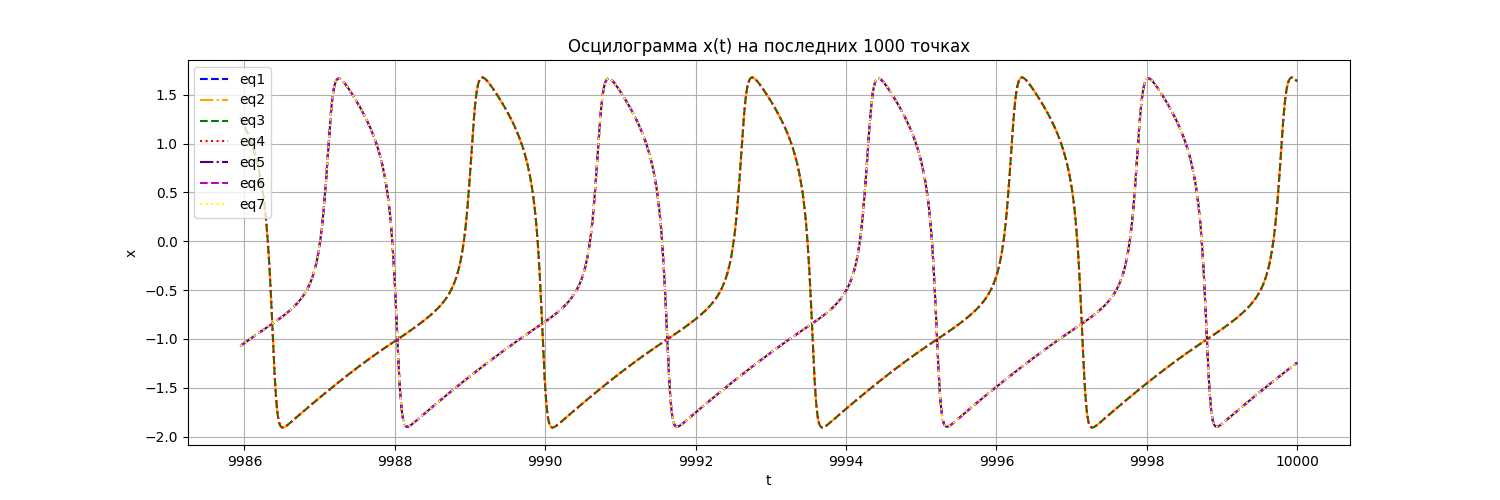 Осцилограмма x(t) на последних 1000 точках
eq1
eq2
eq3
eq4
eq5
eq6
eq7
1.5
1.0
0.5
0.0
−0.5
−1.0
−1.5
−2.0
x
9986
9988
9990
9992
9994
9996
9998
10000
t